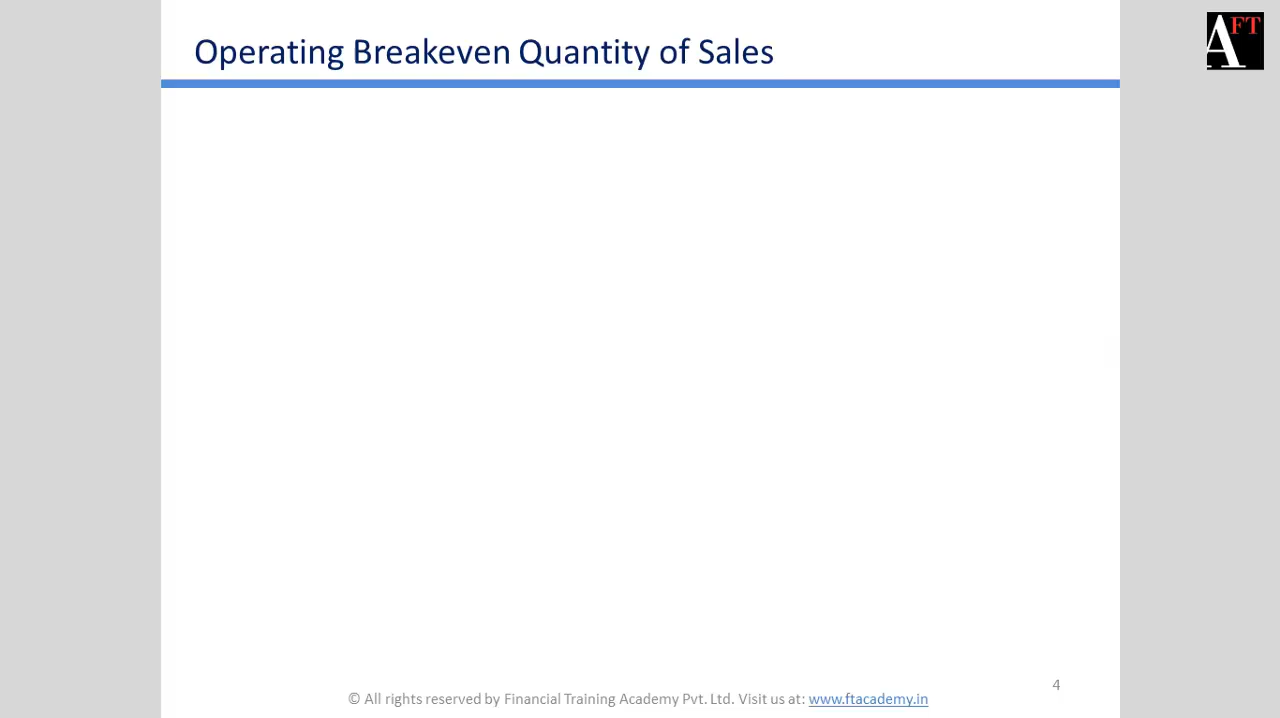 Operating Breakeven Quantity of Sales
AFT
4
© All rights reserved by Financial Training Academy Pvt. Ltd. Visit us at: www.ftacademy.in